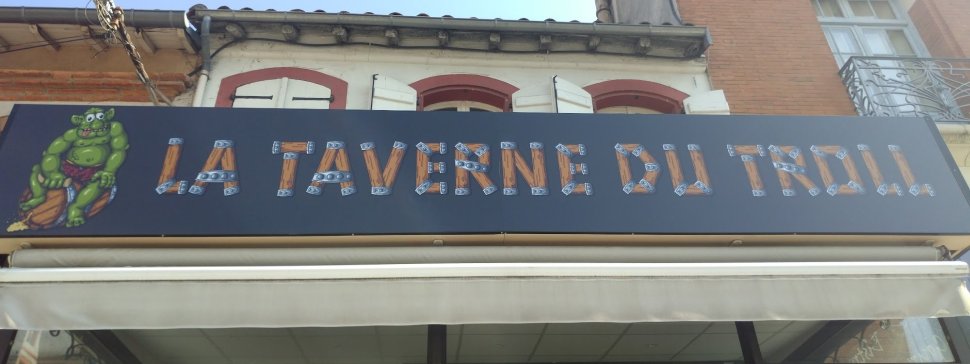 LA TAVERNE DU TROLL